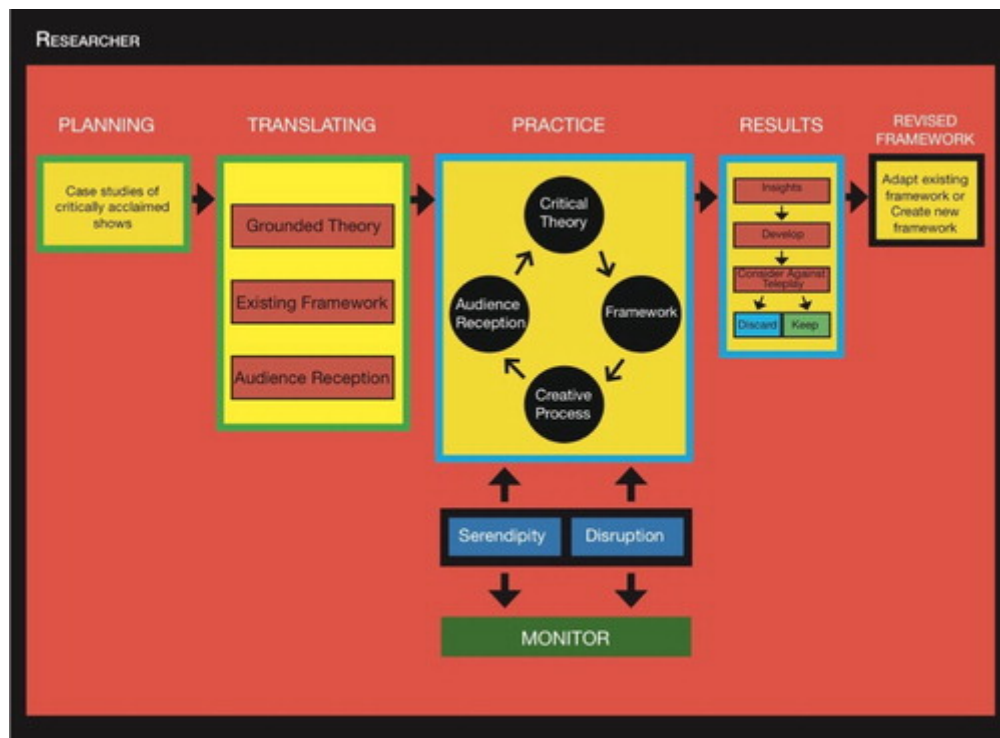 RESEARCHER
PLANNING
Case studies of
critically acclaimed
shows
TRANSLATING
Grounded Theory
Existing Framework
Audience Reception
PRACTICE
Critical
Theory
Framework
Creative
Process
Audience
Reception
Serendipity
Disruption
MONITOR
RESULTS
Insights
Develop
Consider Against
Teleplay
Discard
Keep
REVISED
FRAMEWORK
Adapt existing
framework or
Create new
framework